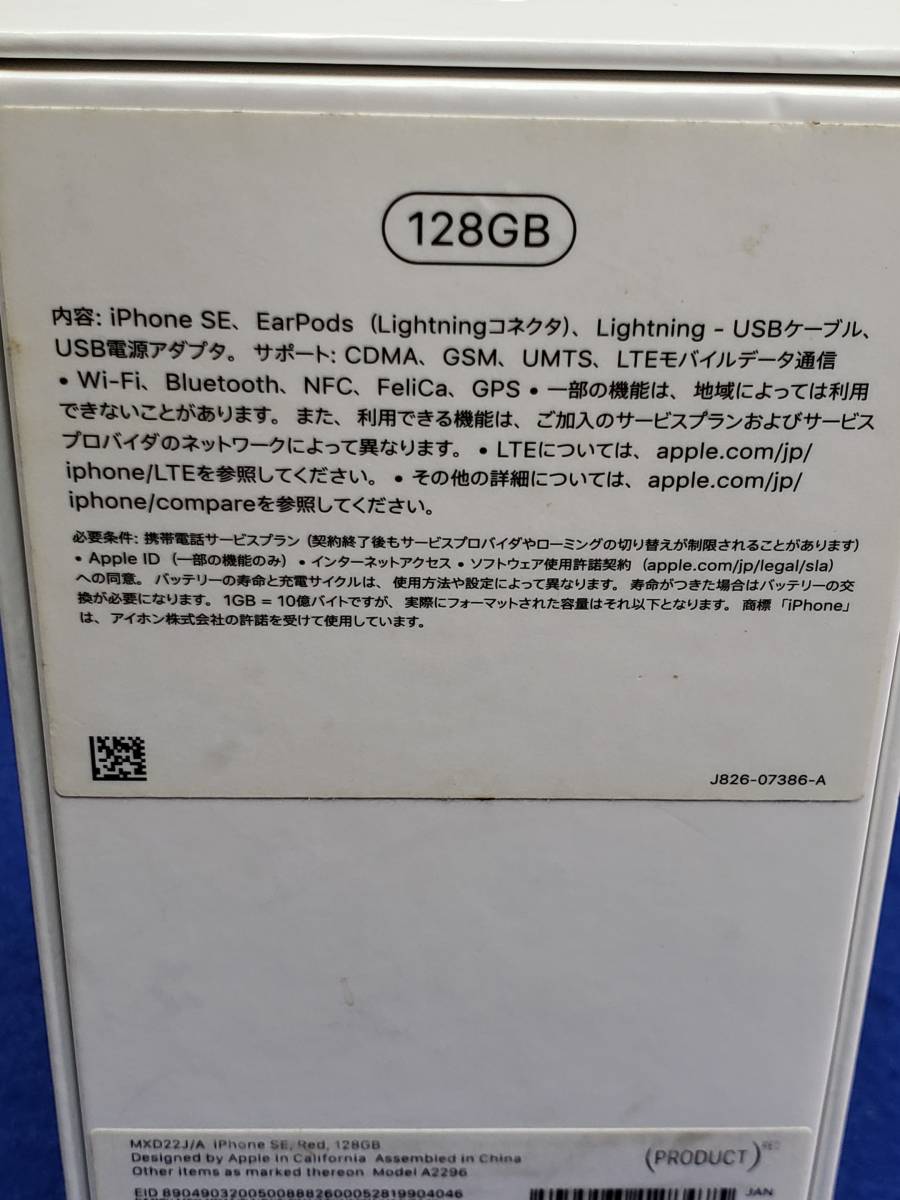 128GB
内容: iPhone SE、EarPods（Lightningコネクタ）、Lightning - USBケーブル、
USB電源アダプタ。サポート: CDMA、GSM、UMTS、LTEモバイルデータ通信
• Wi-Fi、Bluetooth、NFC、FeliCa、GPS • 一部の機能は、地域によっては利用
できないことがあります。また、利用できる機能は、ご加入のサービスプランおよびサービス
プロバイダのネットワークによって異なります。• LTEについては、apple.com/jp/
iphone/LTEを参照してください。• その他の詳細については、apple.com/jp/
iphone/compareを参照してください。
必要条件: 携帯電話サービスプラン（契約終了後もサービスプロバイダやローミングの切り替えが制限されることがあります）
• Apple ID（一部の機能のみ）• インターネットアクセス • ソフトウェア使用許諾契約（apple.com/jp/legal/sla）
への同意。バッテリーの寿命と充電サイクルは、使用方法や設定によって異なります。寿命がつきた場合はバッテリーの交
換が必要になります。1GB = 10億バイトですが、実際にフォーマットされた容量はそれ以下となります。商標「iPhone」
は、アイホン株式会社の許諾を受けて使用しています。
J826-07386-A
MXD22J/A iPhone SE, Red, 128GB
Designed by Apple in California Assembled in China
Other items as marked thereon Model A2296
(PRODUCT)RED
EID 89049032005008882600052819904046
JAN